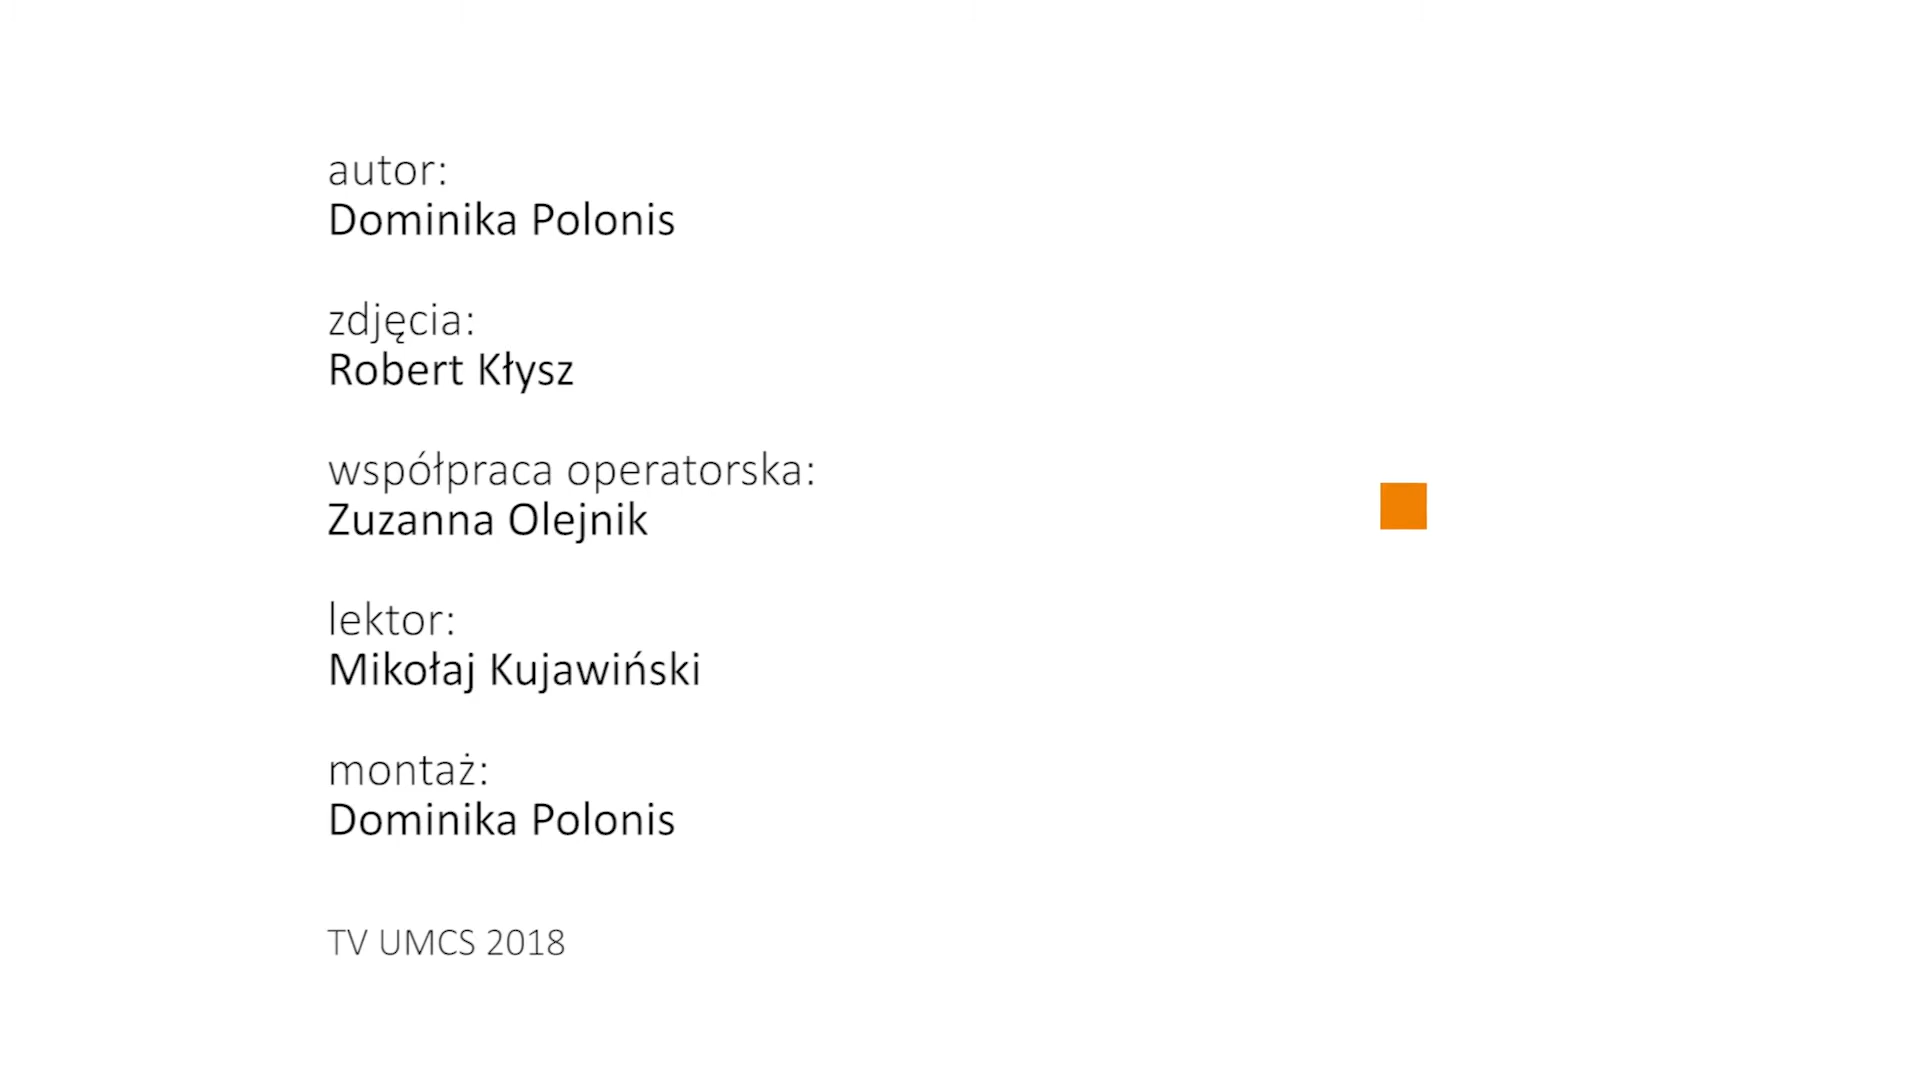 autor:
Dominika Polonis
zdjęcia:
Robert Kłysz
współpraca operatorska:
Zuzanna Olejnik
lektor:
Mikołaj Kujawiński
montaż:
Dominika Polonis
TV UMCS 2018